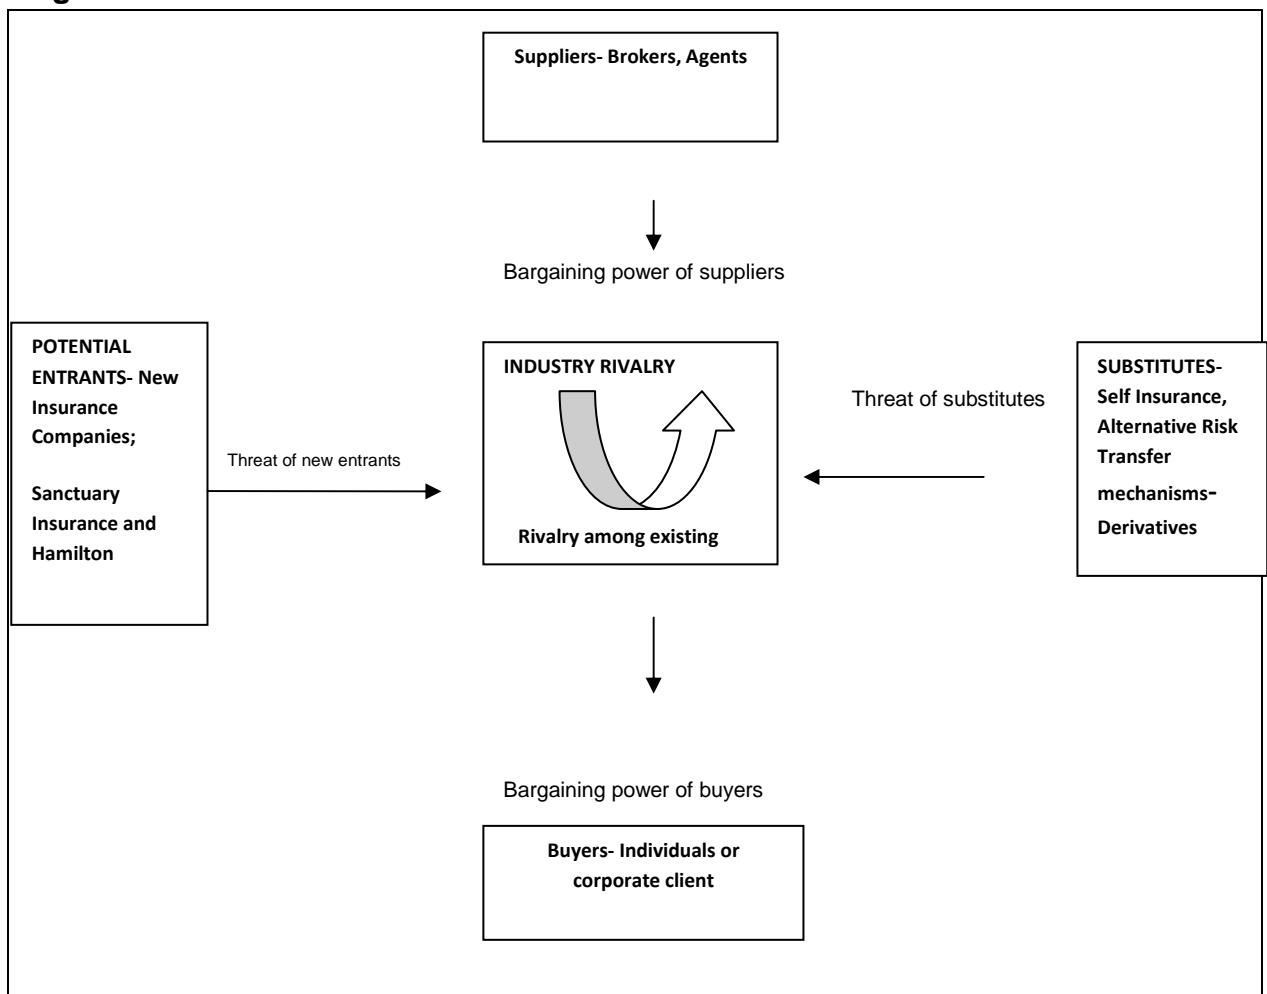 Suppliers- Brokers, Agents
Bargaining power of suppliers
POTENTIAL
ENTRANTS- New
Insurance
Companies;
Sanctuary
Insurance and
Hamilton
Threat of new entrants
INDUSTRY RIVALRY
Rivalry among existing
Threat of substitutes
SUBSTITUTES-
Self Insurance,
Alternative Risk
Transfer
mechanisms-
Derivatives
Bargaining power of buyers
Buyers- Individuals or
corporate client